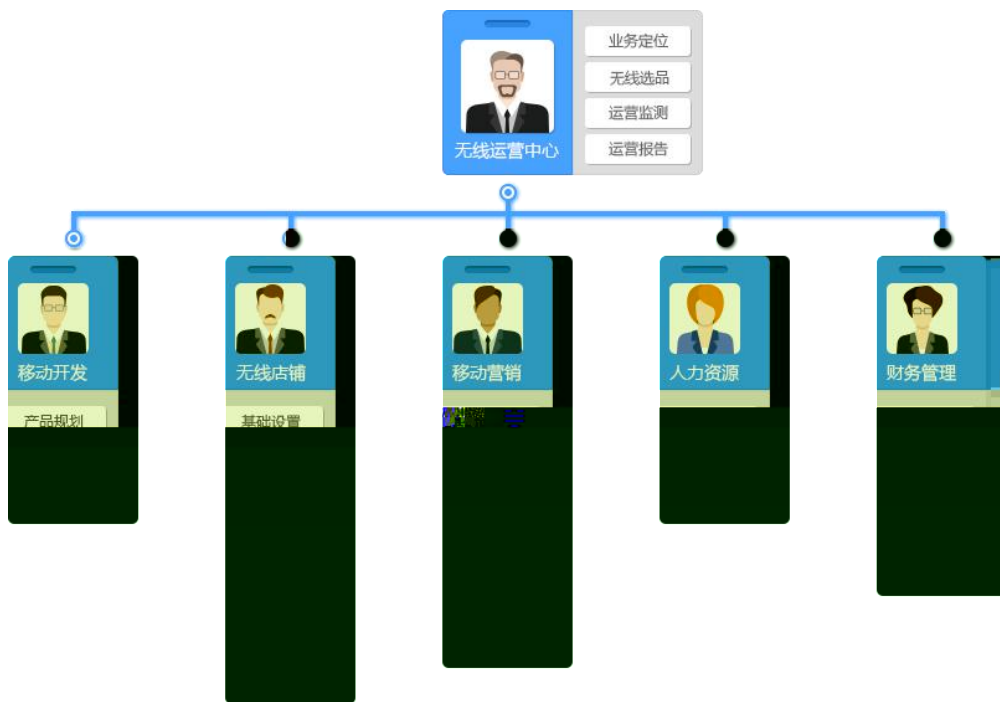 业务定位
无线选品
运营监测
运营报告
无线运营中心
移动开发
无线店铺
移动营销
人力资源
财务管理
产品规划
基础设置